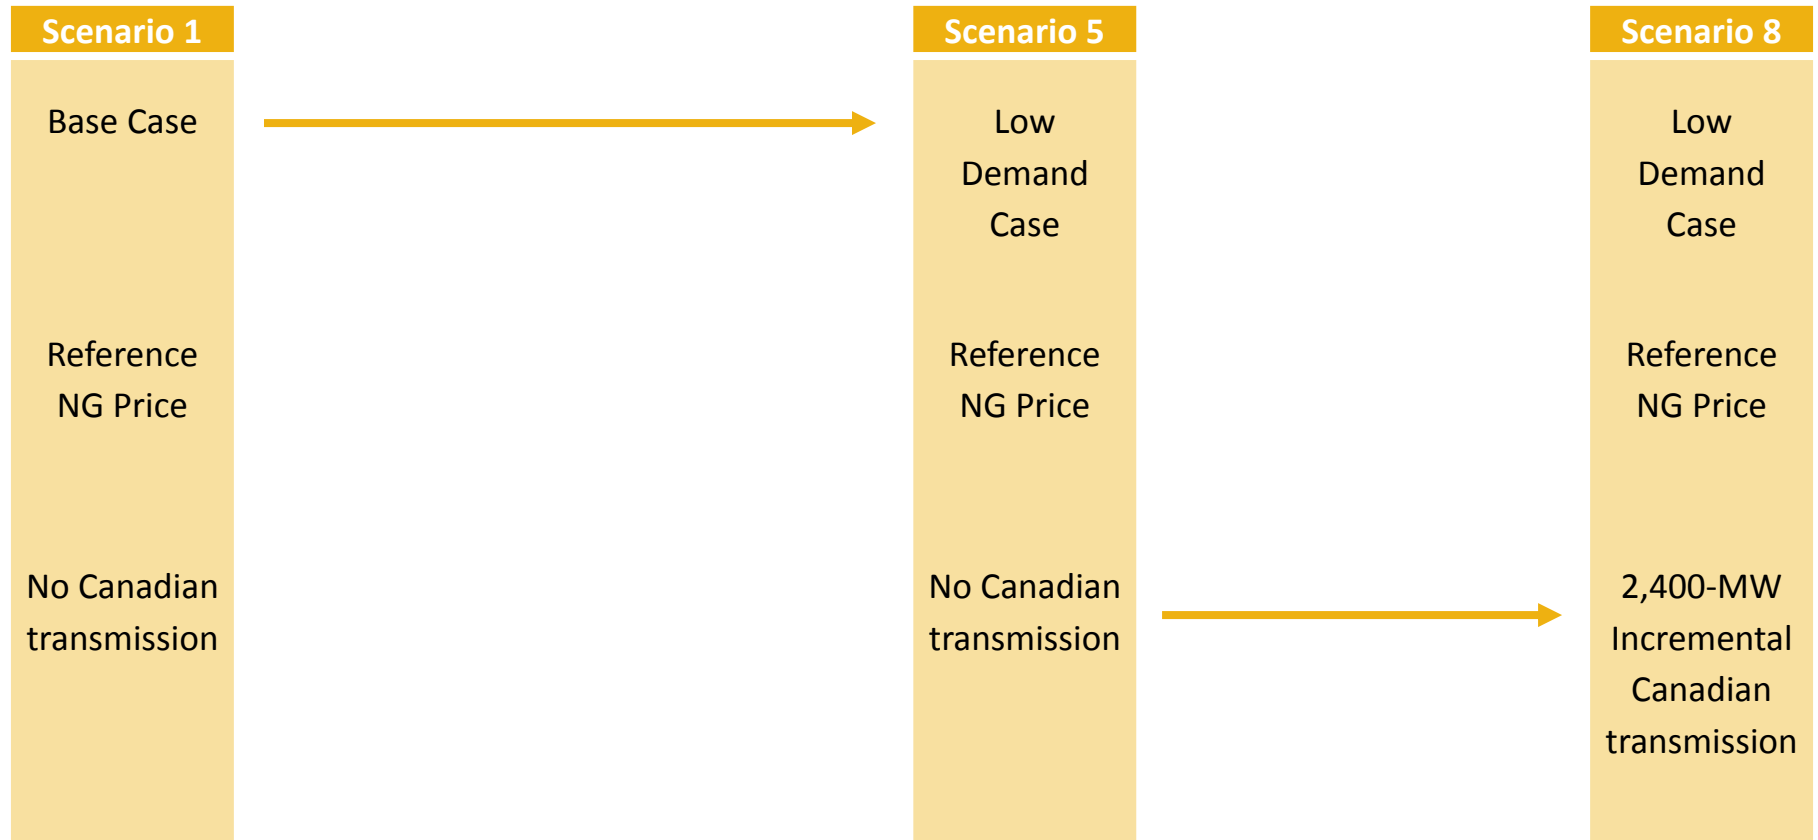 Scenario 1
Base Case
Reference
NG Price
No Canadian
transmission
Scenario 5
Low
Demand
Case
Reference
NG Price
No Canadian
transmission
Scenario 8
Low
Demand
Case
Reference
NG Price
2,400-MW
Incremental
Canadian
transmission